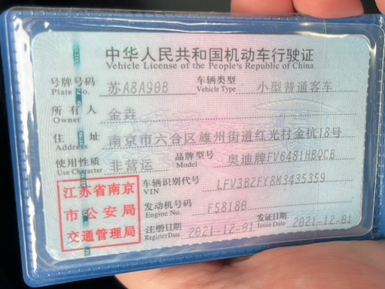 中华人民共和国机动车行驶证
Vehicle License of the People's Republic of China
号牌号码 苏A8A90B 车辆类型 小型普通客车
Plate No. Vehicle Type
所有人 金垚
Owner
住址 南京市六合区雄州街道红光村金杭18号
Address
使用性质 非营运 品牌型号 奥迪牌FV6481HBQCB
Use Character Model
江苏省南京
市公安局
交通管理局
车辆识别代号 LFV3B2FY8M3435359
VIN
发动机号码 F5818B
Engine No.
注册日期 2021-12-01 发证日期 2021-12-01
Register Date Issue Date